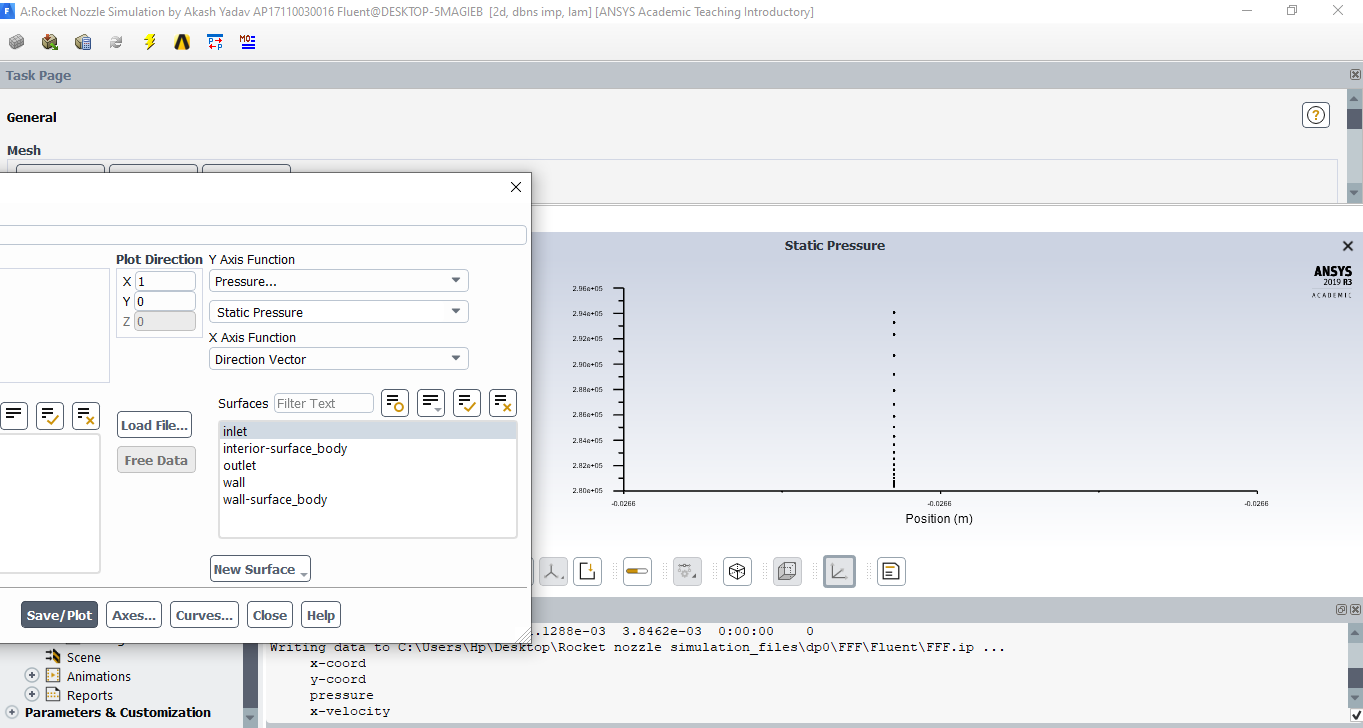 A:Rocket Nozzle Simulation by Akash Yadav AP17110030016 Fluent@DESKTOP-5MAGIEB [2d, dbns imp, lam] [ANSYS Academic Teaching Introductory]
Task Page
General
Mesh
Plot Direction
X 1
Y 0
Z 0
Y Axis Function
Pressure...
Static Pressure
X Axis Function
Direction Vector
Surfaces Filter Text
Load File...
Free Data
inlet
interior-surface_body
outlet
wall
wall-surface_body
New Surface
Save/Plot Axes... Curves... Close Help
Static Pressure
ANSYS
2019 R3
ACADEMIC
2.96e+05
2.94e+05
2.92e+05
2.90e+05
2.88e+05
2.86e+05
2.84e+05
2.82e+05
2.80e+05
-0.0266 -0.0266 -0.0266
Position (m)
.1288e-03 3.8462e-03 0:00:00 0
Writing data to C:\Users\Hp\Desktop\Rocket nozzle simulation_files\dp0\FFF\Fluent\FFF.ip ...
x-coord
y-coord
pressure
x-velocity
Scene
Animations
Reports
Parameters & Customization